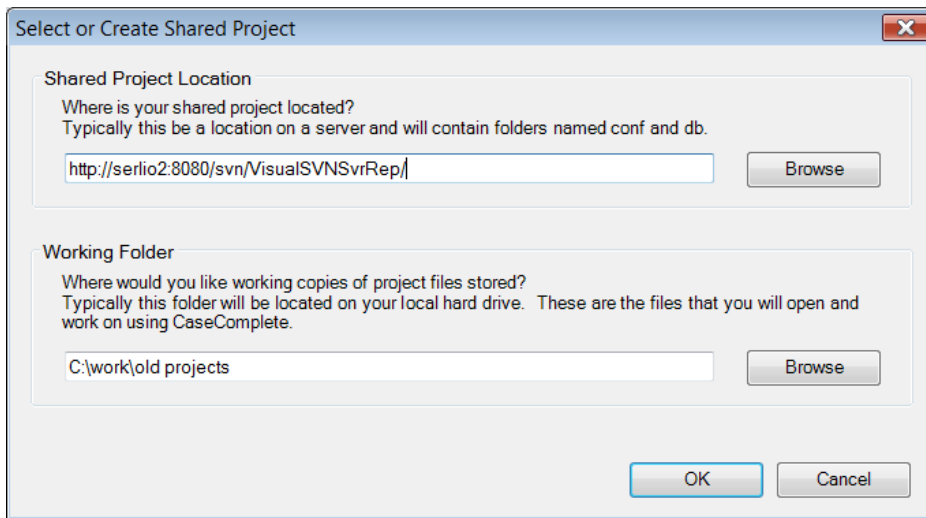 Select or Create Shared Project
Shared Project Location
Where is your shared project located?
Typically this be a location on a server and will contain folders named conf and db.
http://serlio2:8080/svn/VisualSVNSvrRep/
Browse
Working Folder
Where would you like working copies of project files stored?
Typically this folder will be located on your local hard drive.  These are the files that you will open and
work on using CaseComplete.
C:\work\old projects
Browse
OK
Cancel